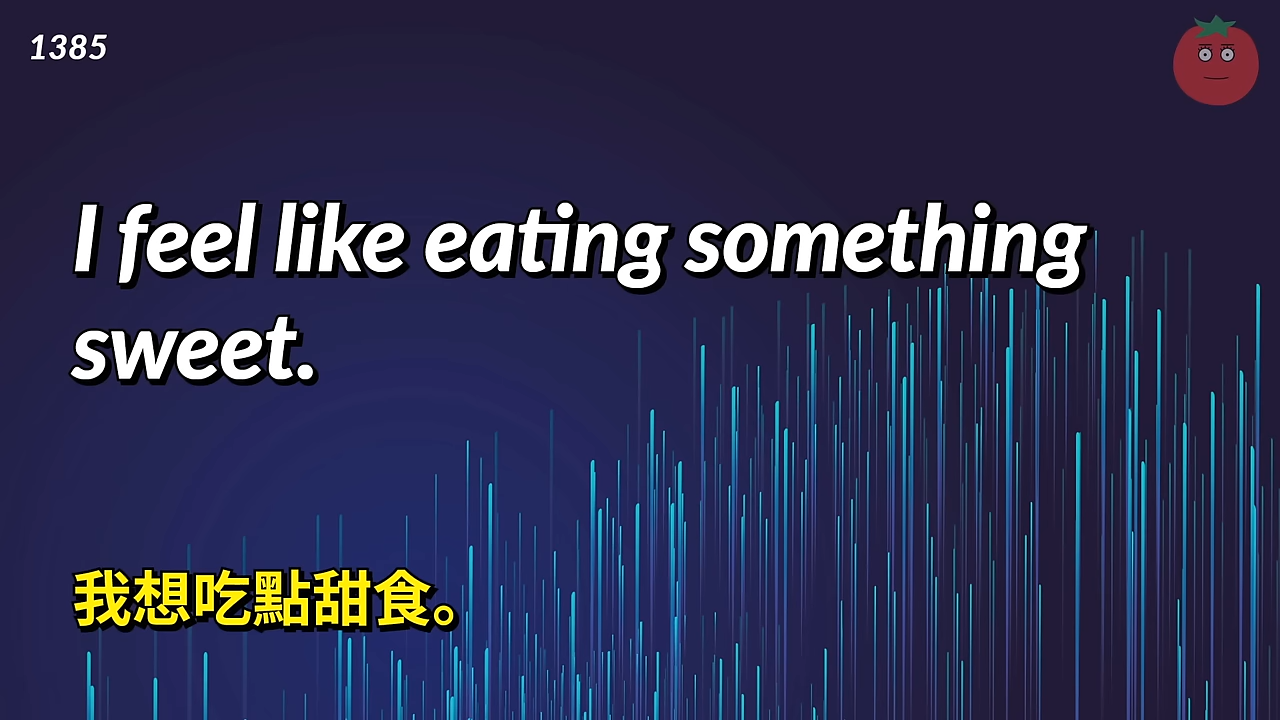 1385
I feel like eating something
sweet.
我想吃點甜食。